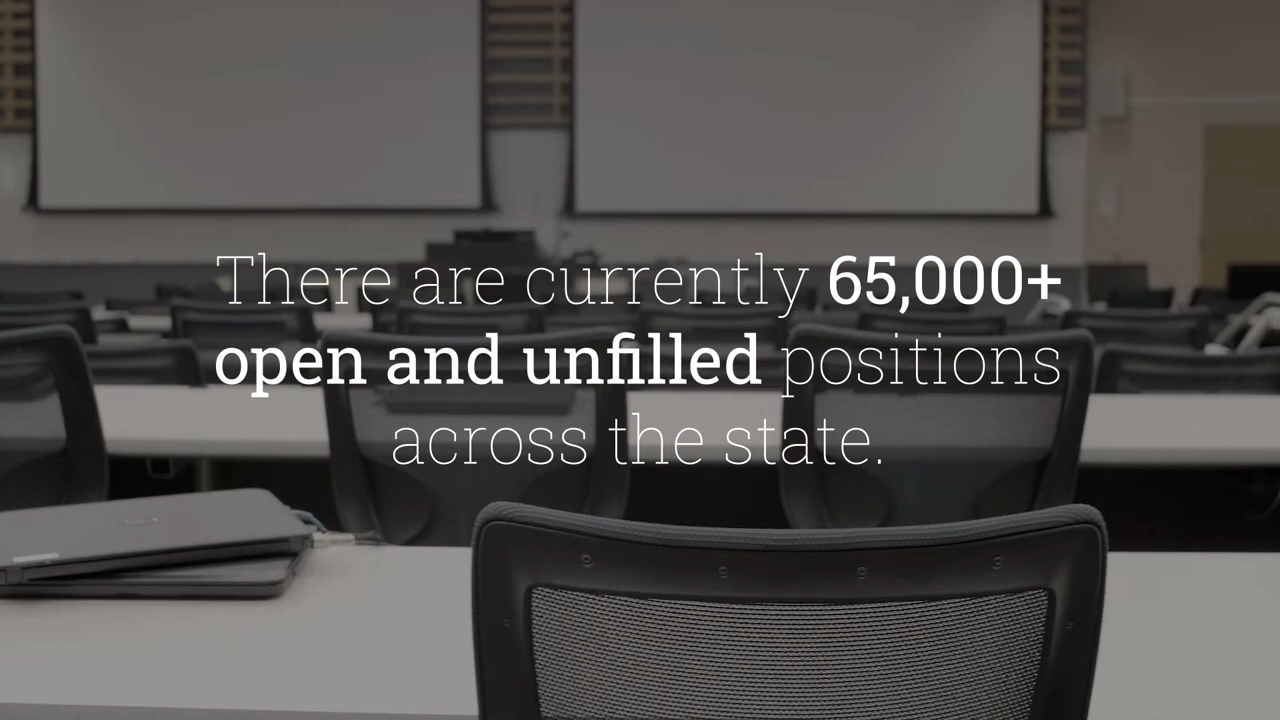 There are currently 65,000+
open and unfilled positions
across the state.